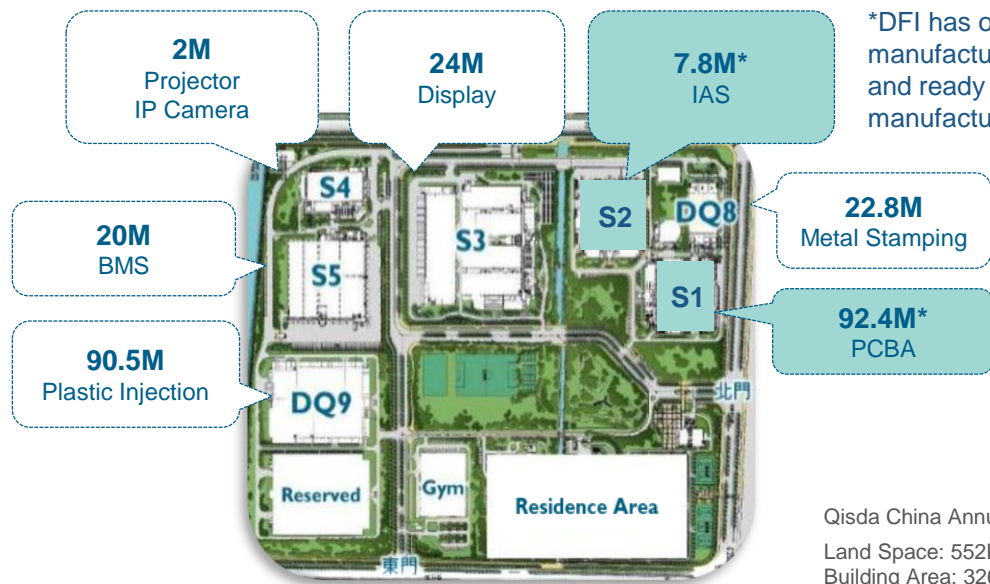 2M
Projector
IP Camera
24M
Display
7.8M*
IAS
*DFI has
manufactu
and ready
manufactu
S4
S3
S2
DQ8
22.8M
Metal Stamping
20M
BMS
S5
S1
92.4M*
PCBA
90.5M
Plastic Injection
DQ9
北門
Reserved
Gym
Residence Area
東門
Qisda China Annu
Land Space: 552
Building Area: 32